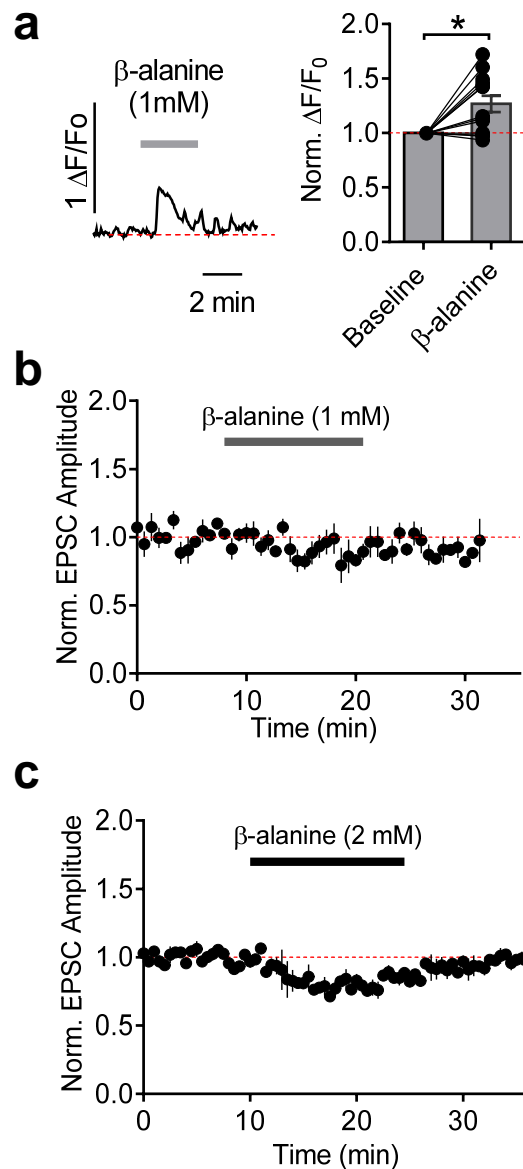 a
β-alanine
(1mM)
1 ΔF/Fo
2 min
*
Norm. ΔF/F0
2.0
1.5
1.0
0.5
0.0
Baseline
β-alanine
b
β-alanine (1 mM)
Norm. EPSC Amplitude
2.0
1.5
1.0
0.5
0.0
0 10 20 30
Time (min)
c
β-alanine (2 mM)
Norm. EPSC Amplitude
2.0
1.5
1.0
0.5
0.0
0 10 20 30
Time (min)